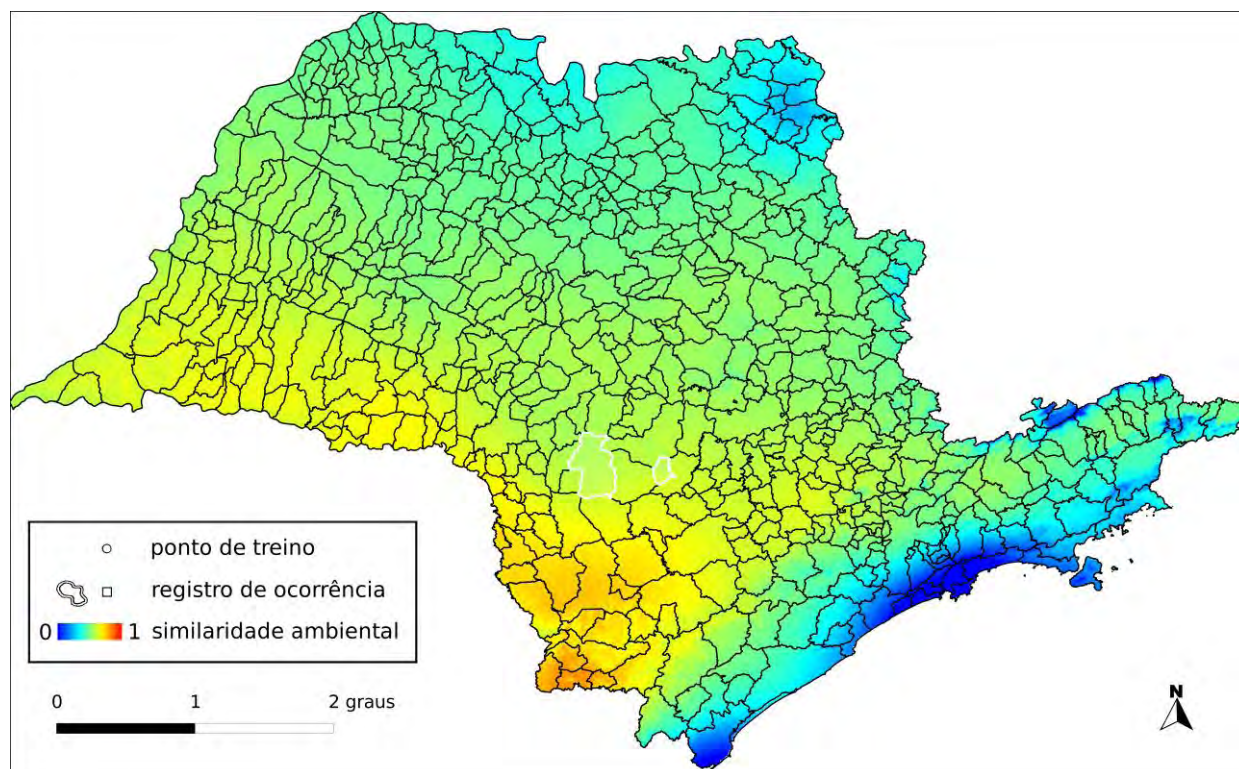 ponto de treino
registro de ocorrência
0 1 similaridade ambiental
0 1 2 graus
N